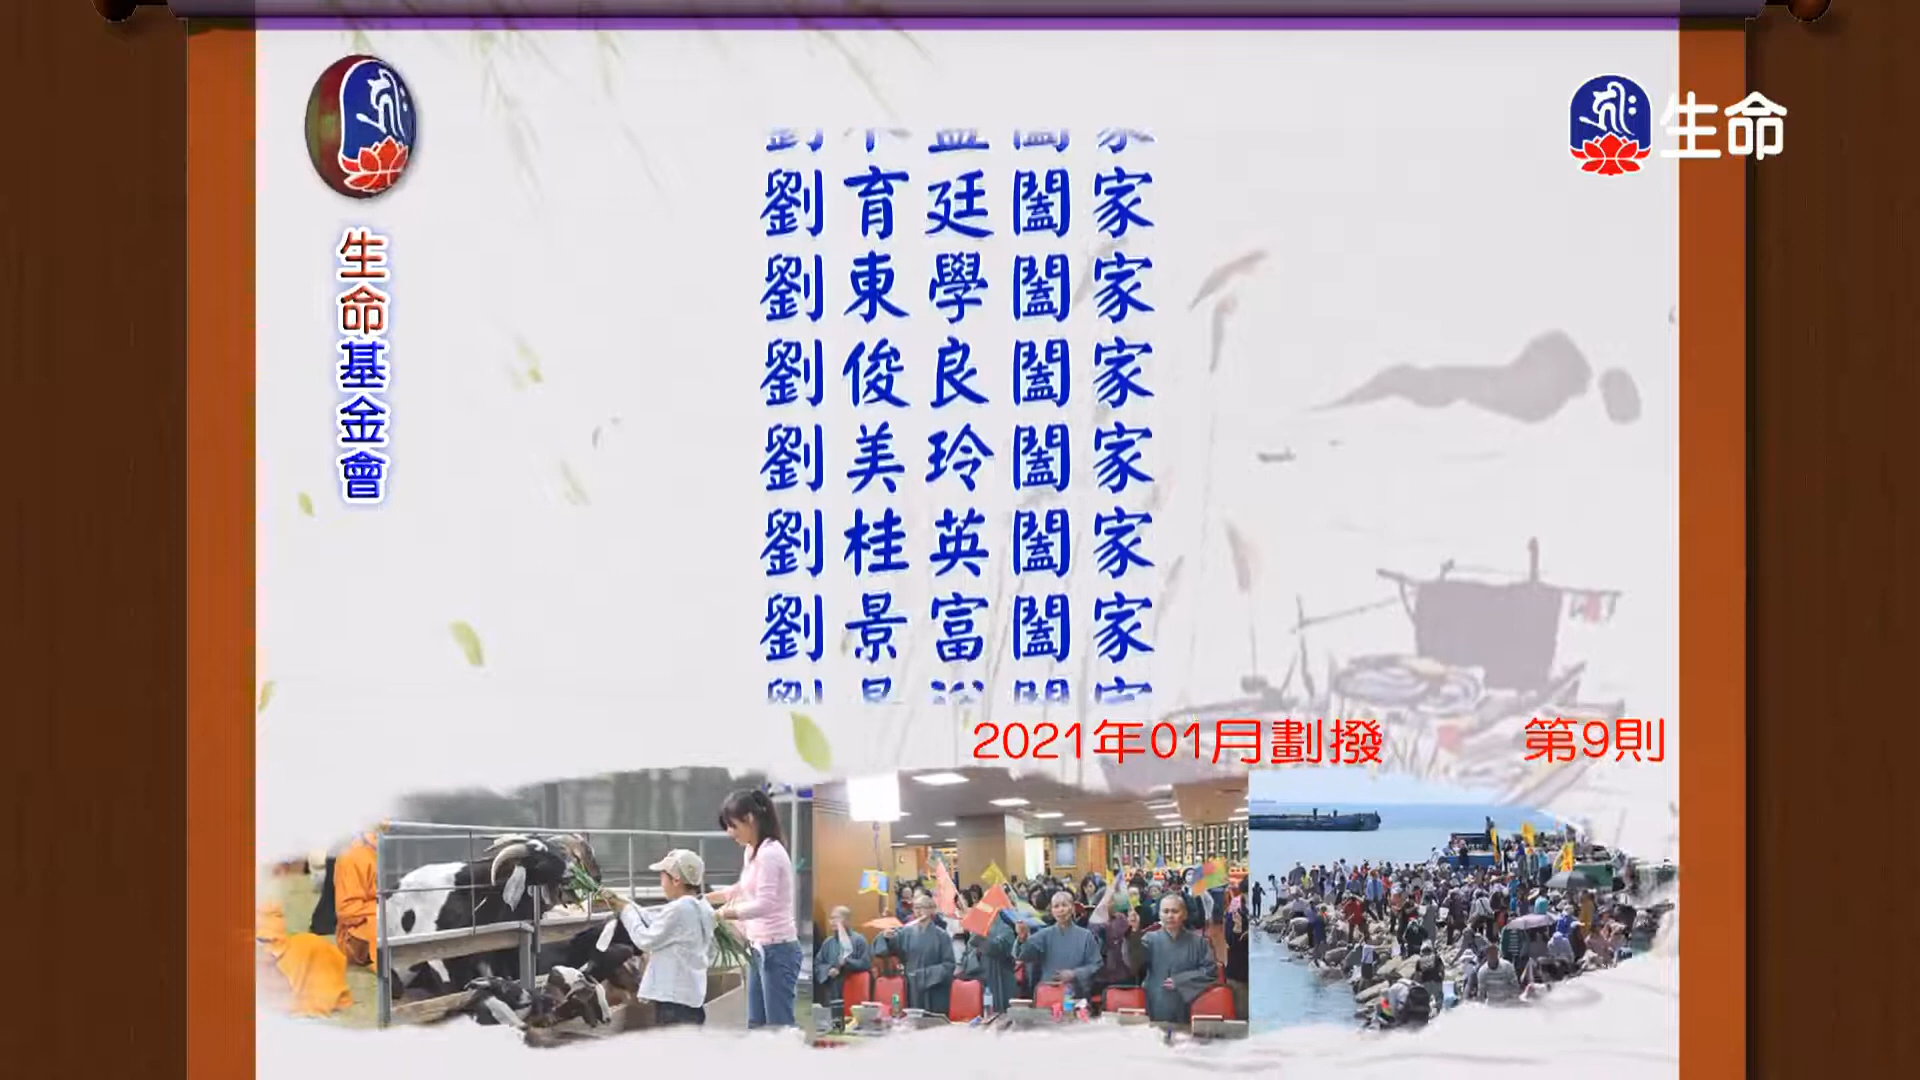 生命
生命基金會
劉育廷闔家
劉東學闔家
劉俊良闔家
劉美玲闔家
劉桂英闔家
劉景富闔家
2021年01月劃撥 第9則